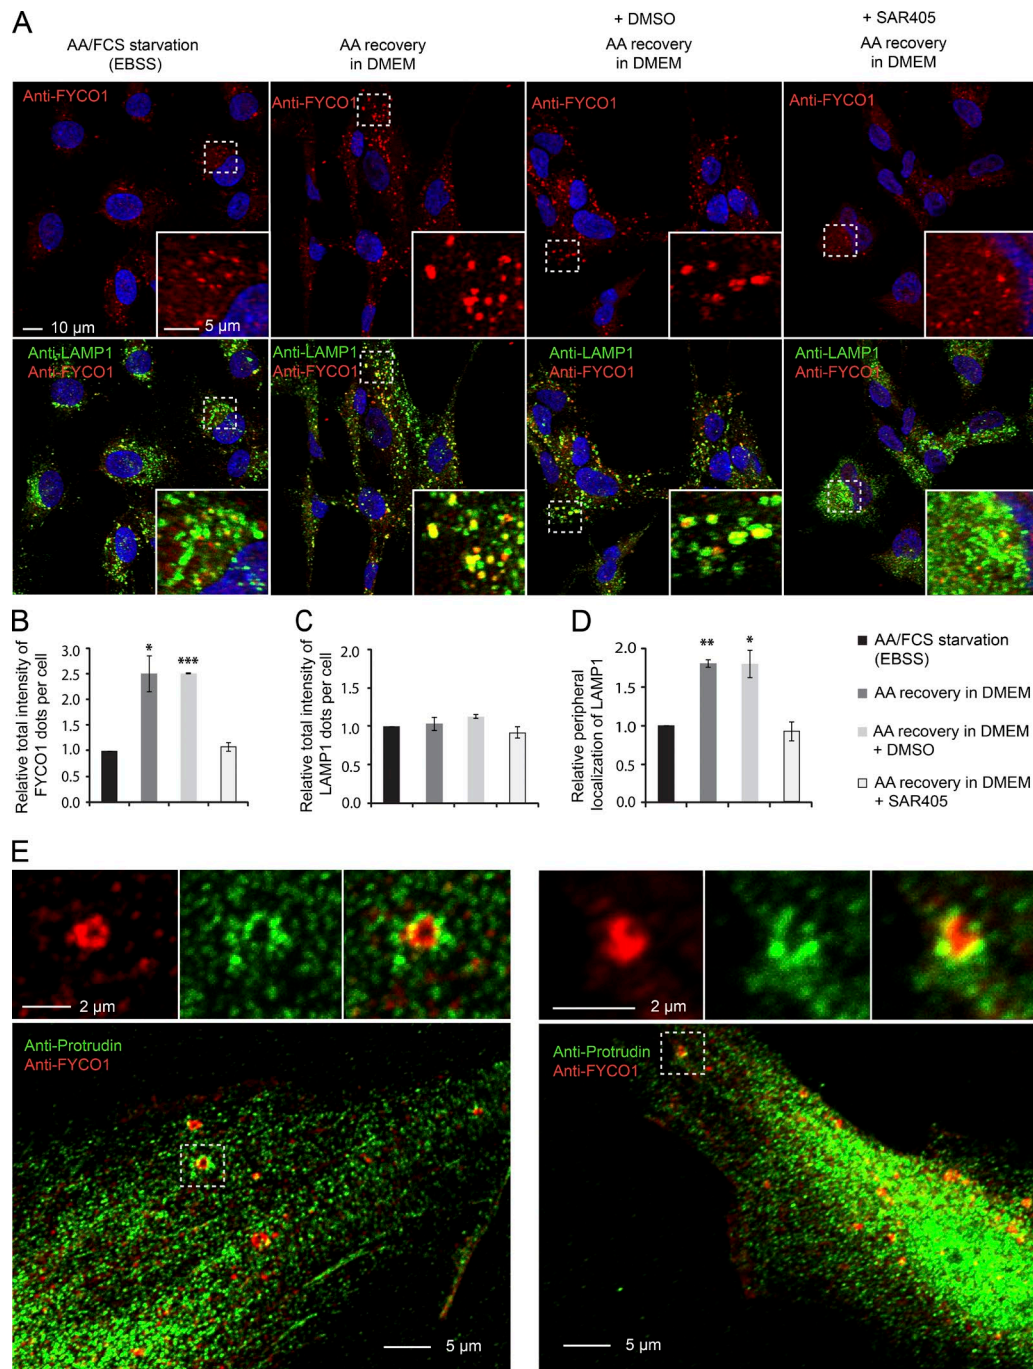 A
AA/FCS starvation
(EBSS)
AA recovery
in DMEM
+ DMSO
AA recovery
in DMEM
+ SAR405
AA recovery
in DMEM
Anti-FYCO1
10 µm
5 µm
Anti-FYCO1
Anti-FYCO1
Anti-FYCO1
Anti-LAMP1
Anti-FYCO1
Anti-LAMP1
Anti-FYCO1
Anti-LAMP1
Anti-FYCO1
Anti-LAMP1
Anti-FYCO1
B
Relative total intensity of
FYCO1 dots per cell
3.0
2.5
2.0
1.5
1.0
0.5
0.0
*
***
C
Relative total intensity of
LAMP1 dots per cell
2.0
1.5
1.0
0.5
0.0
D
Relative peripheral
localization of LAMP1
2.0
1.6
1.2
0.8
0.4
0.0
**
*
AA/FCS starvation
(EBSS)
AA recovery in DMEM
AA recovery in DMEM
+ DMSO
AA recovery in DMEM
+ SAR405
E
2 µm
Anti-Protrudin
Anti-FYCO1
5 µm
2 µm
Anti-Protrudin
Anti-FYCO1
5 µm